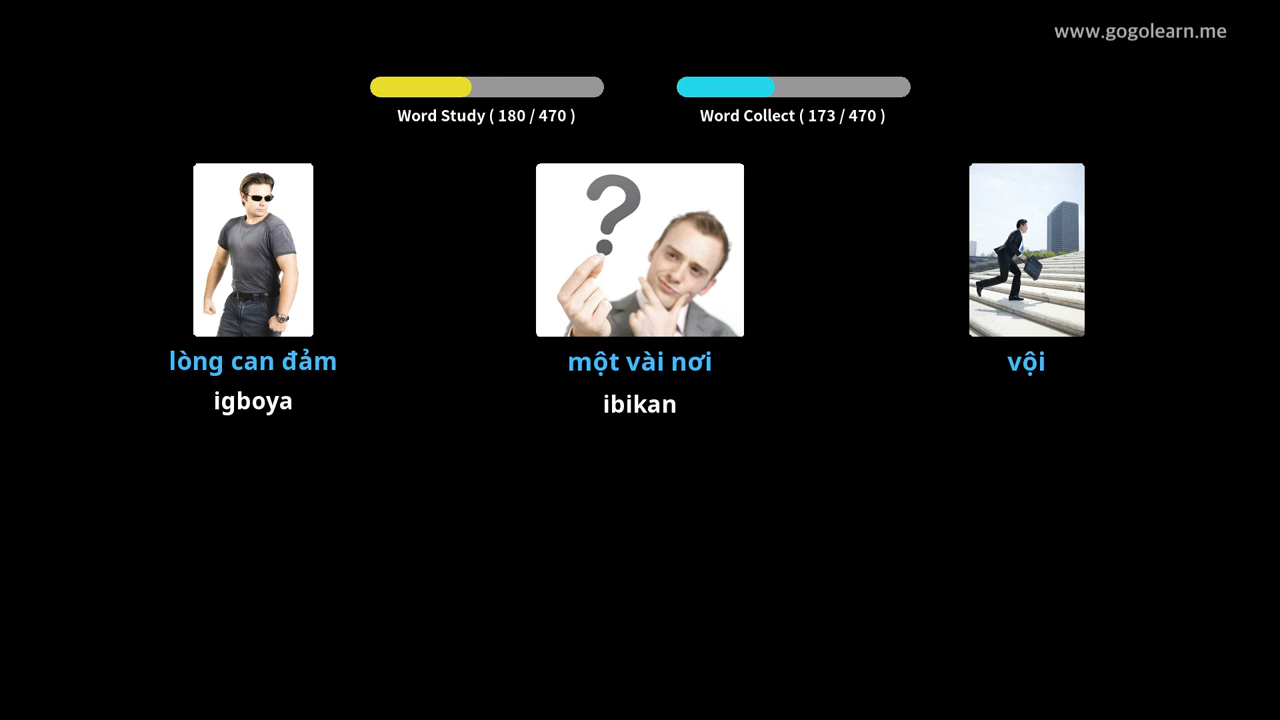 www.gogolearn.me
Word Study ( 180 / 470 )
Word Collect ( 173 / 470 )
lòng can đảm
igboya
một vài nơi
ibikan
vội